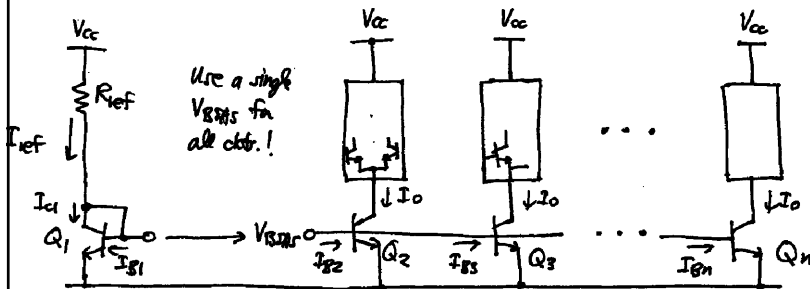 Vcc
Vcc
Vcc
Vcc
Rref
Use a single
VBIAS for
all
Iref
. . .
↓ Io
↓ Io
↓ Io
Ic1 ↓
Q1
IB1
VBIAS
IB2
Q2
IB3
Q3
. . .
IBn
Qn